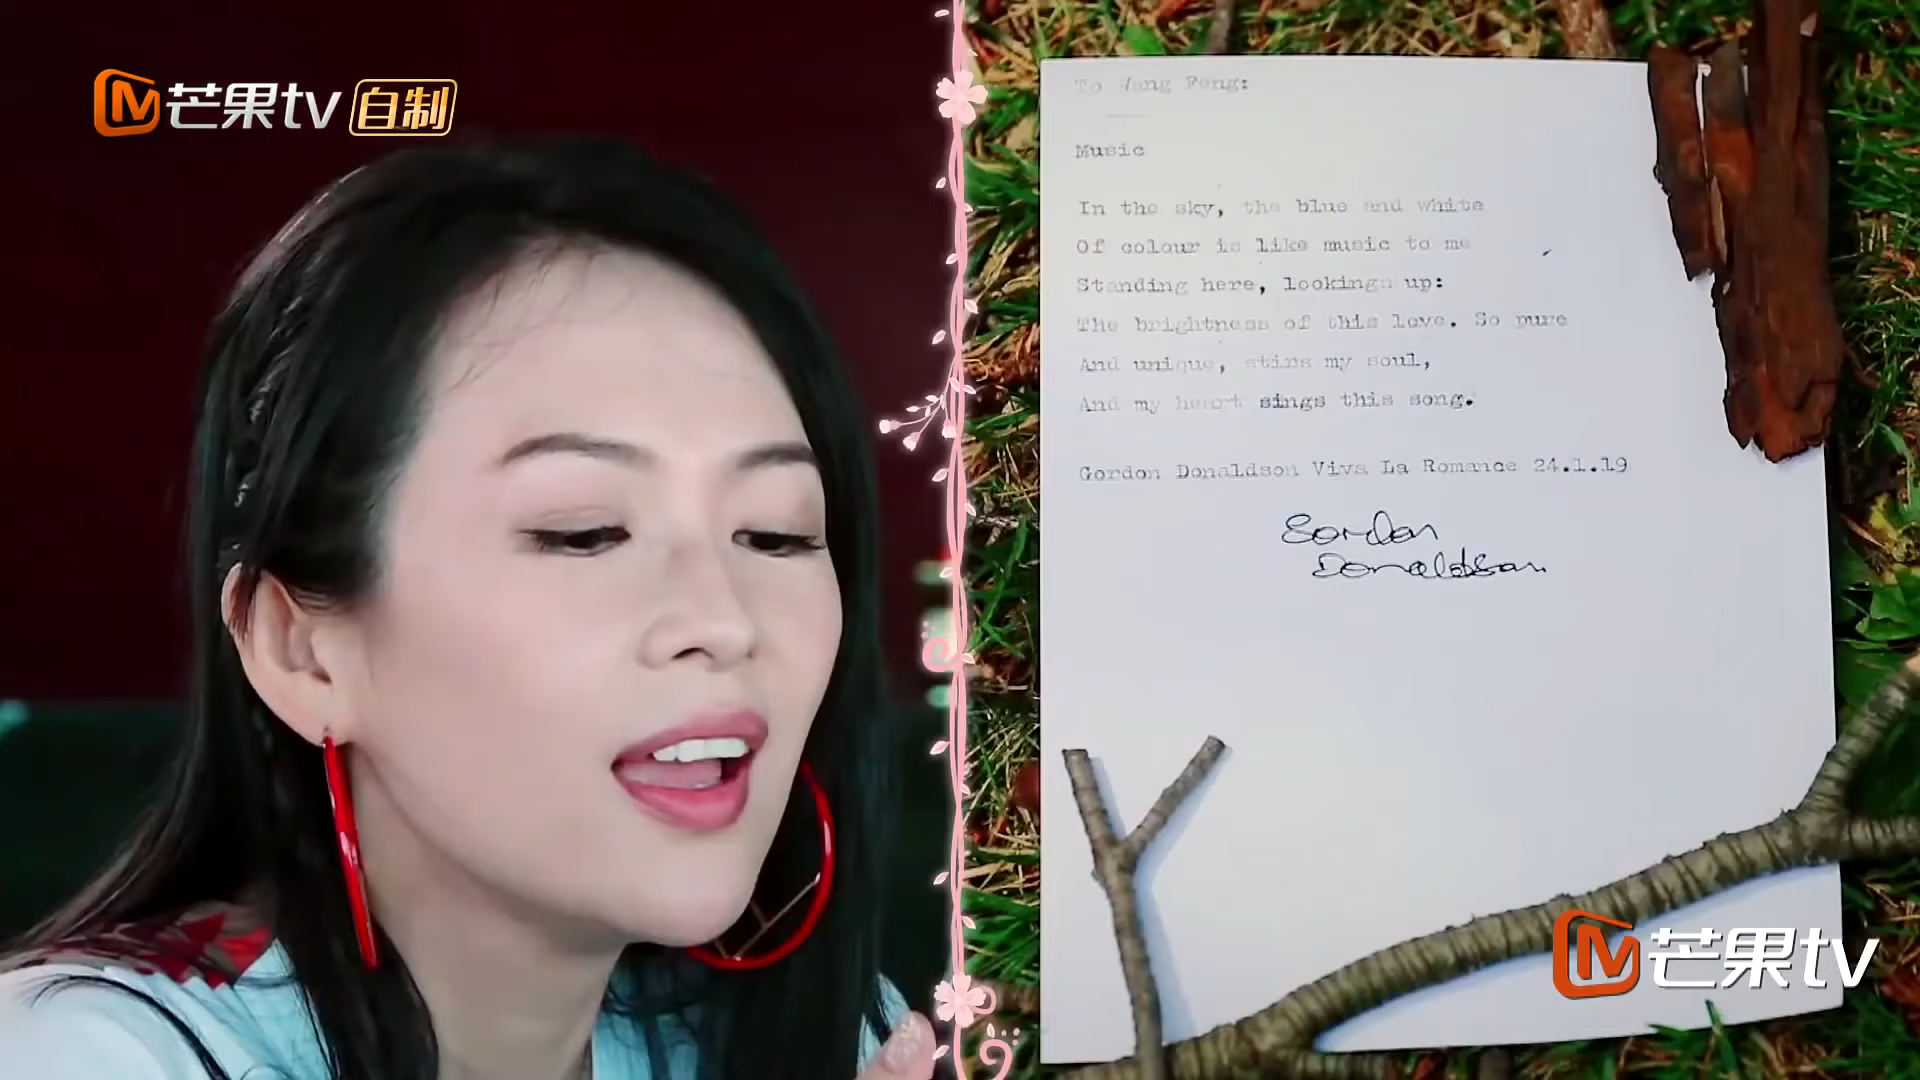 芒果tv自制
To Wang Feng:
Music
In the sky, the blue and white
Of colour is like music to me
Standing here, lookingn up:
The brightness of this love. So pure
And unique, stins my soul,
And my heart sings this song.
Gordon Donaldson Viva La Romance 24.1.19
Gordon
Donaldson
芒果tv